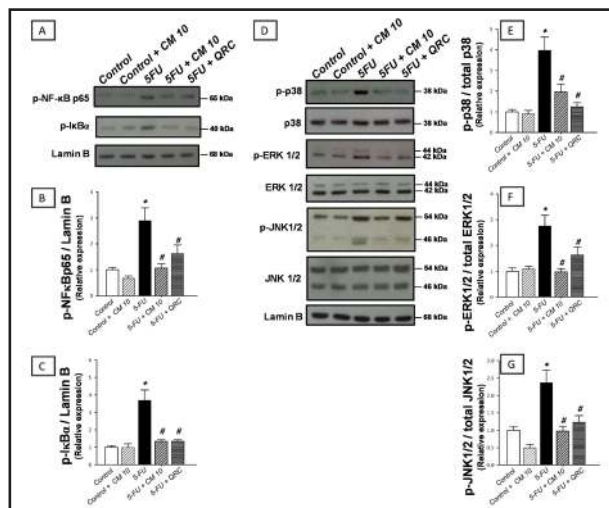 A
Control
Control + CM 10
5FU
5FU + CM 10
5FU + QRC
p-NF-κB p65
65 kDa
p-IκBα
40 kDa
Lamin B
68 kDa
B
p-NFκBp65 / Lamin B
(Relative expression)
*
#
#
Control
Control + CM 10
5-FU
5-FU + CM 10
5-FU + QRC
C
p-IκBα / Lamin B
(Relative expression)
*
#
#
Control
Control + CM 10
5-FU
5-FU + CM 10
5-FU + QRC
D
Control
Control + CM 10
5FU
5FU + CM 10
5FU + QRC
p-p38
38 kDa
p38
38 kDa
p-ERK 1/2
44 kDa
42 kDa
ERK 1/2
44 kDa
42 kDa
p-JNK1/2
54 kDa
46 kDa
JNK 1/2
54 kDa
46 kDa
Lamin B
68 kDa
E
p-p38 / total p38
(Relative expression)
*
#
#
Control
Control + CM 10
5-FU
5-FU + CM 10
5-FU + QRC
F
p-ERK1/2 / total ERK1/2
(Relative expression)
*
#
#
Control
Control + CM 10
5-FU
5-FU + CM 10
5-FU + QRC
G
p-JNK1/2 / total JNK1/2
(Relative expression)
*
#
#
Control
Control + CM 10
5-FU
5-FU + CM 10
5-FU + QRC